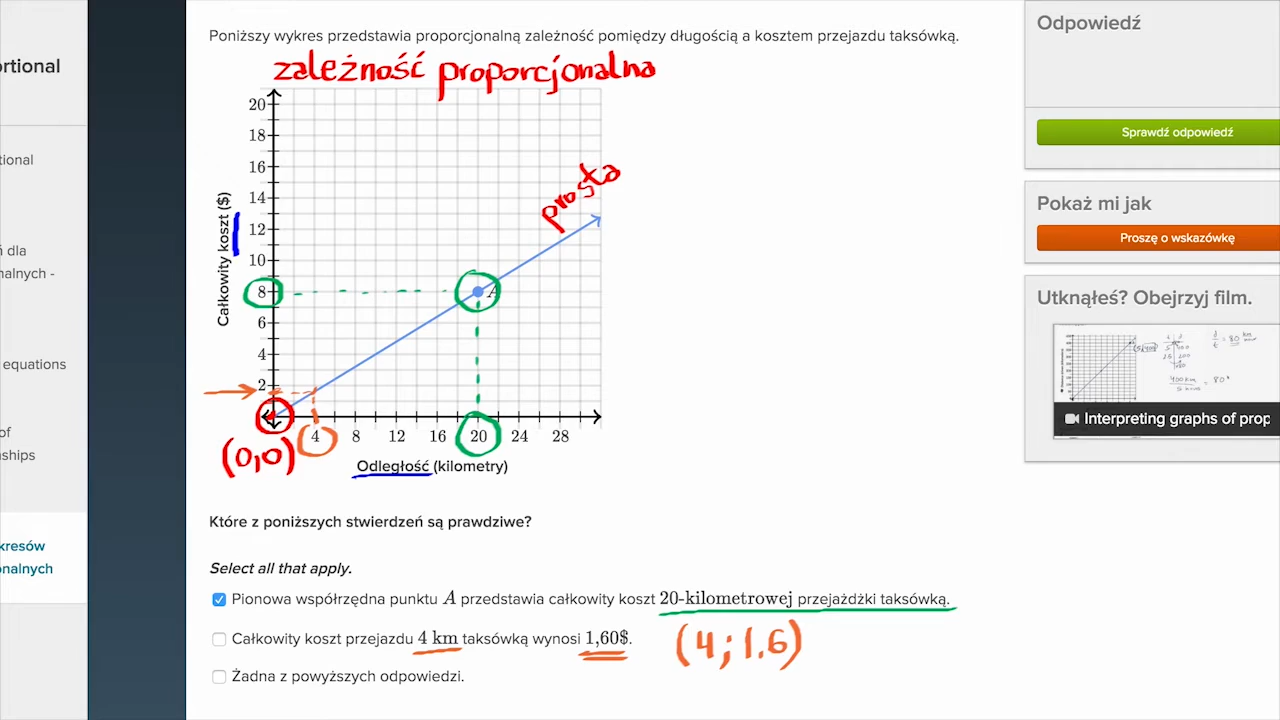 Poniższy wykres przedstawia proporcjonalną zależność pomiędzy długością a kosztem przejazdu taksówką.
zależność proporcjonalna
20
18
16
14
12
10
8
6
4
2
Całkowity koszt ($)
prosta
A
(0,0)
4 8 12 16 20 24 28
Odległość (kilometry)
Które z poniższych stwierdzeń są prawdziwe?
Select all that apply.
Pionowa współrzędna punktu A przedstawia całkowity koszt 20-kilometrowej przejażdżki taksówką.
Całkowity koszt przejazdu 4 km taksówką wynosi 1,60$.
(4;1.6)
Żadna z powyższych odpowiedzi.
rtional
tional
ń dla
nalnych -
equations
of
ships
kresów
onalnych
Odpowiedź
Sprawdź odpowiedź
Pokaż mi jak
Proszę o wskazówkę
Utknąłeś? Obejrzyj film.
Interpreting graphs of prop